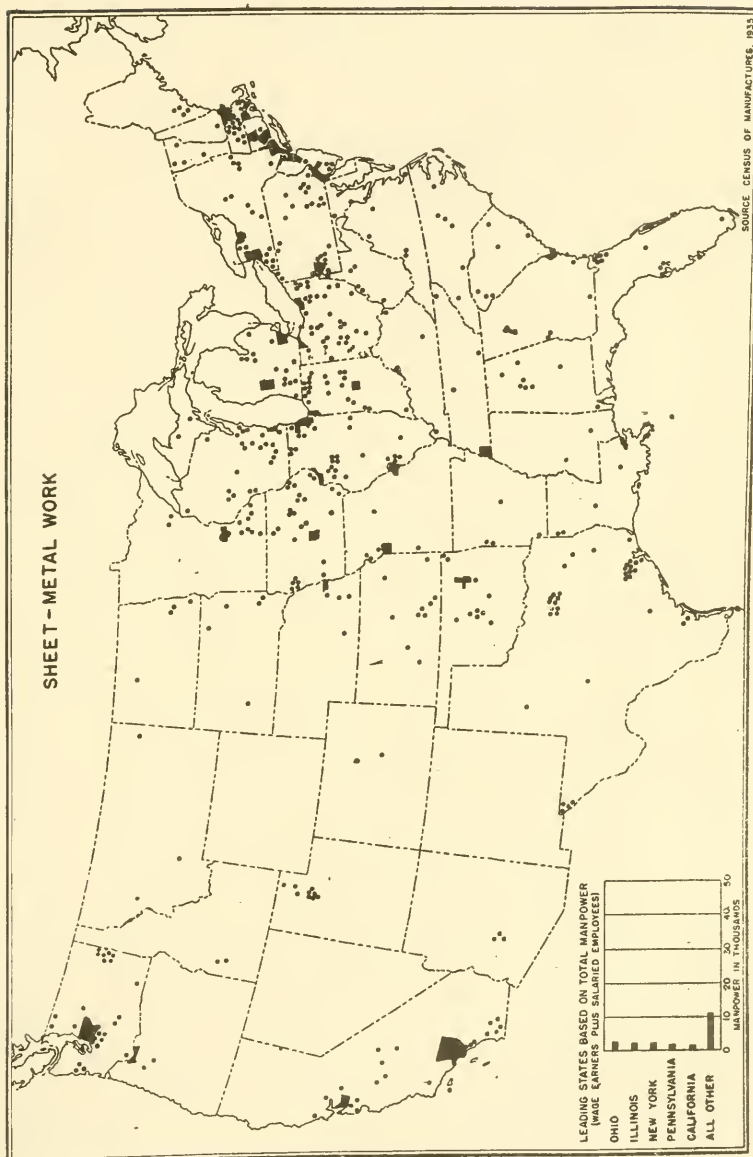 SHEET-METAL WORK
LEADING STATES BASED ON TOTAL MANPOWER
(WAGE EARNERS PLUS SALARIED EMPLOYEES)
OHIO
ILLINOIS
NEW YORK
PENNSYLVANIA
CALIFORNIA
ALL OTHER
0 10 20 30 40 50
MANPOWER IN THOUSANDS
SOURCE CENSUS OF MANUFACTURES, 1935